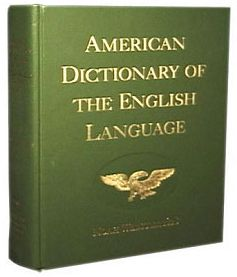 AMERICAN
DICTIONARY OF
THE ENGLISH
LANGUAGE